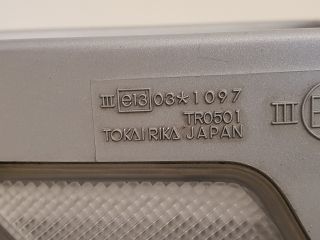 III e13 03*1097
TR0501
TOKAI RIKA JAPAN
III